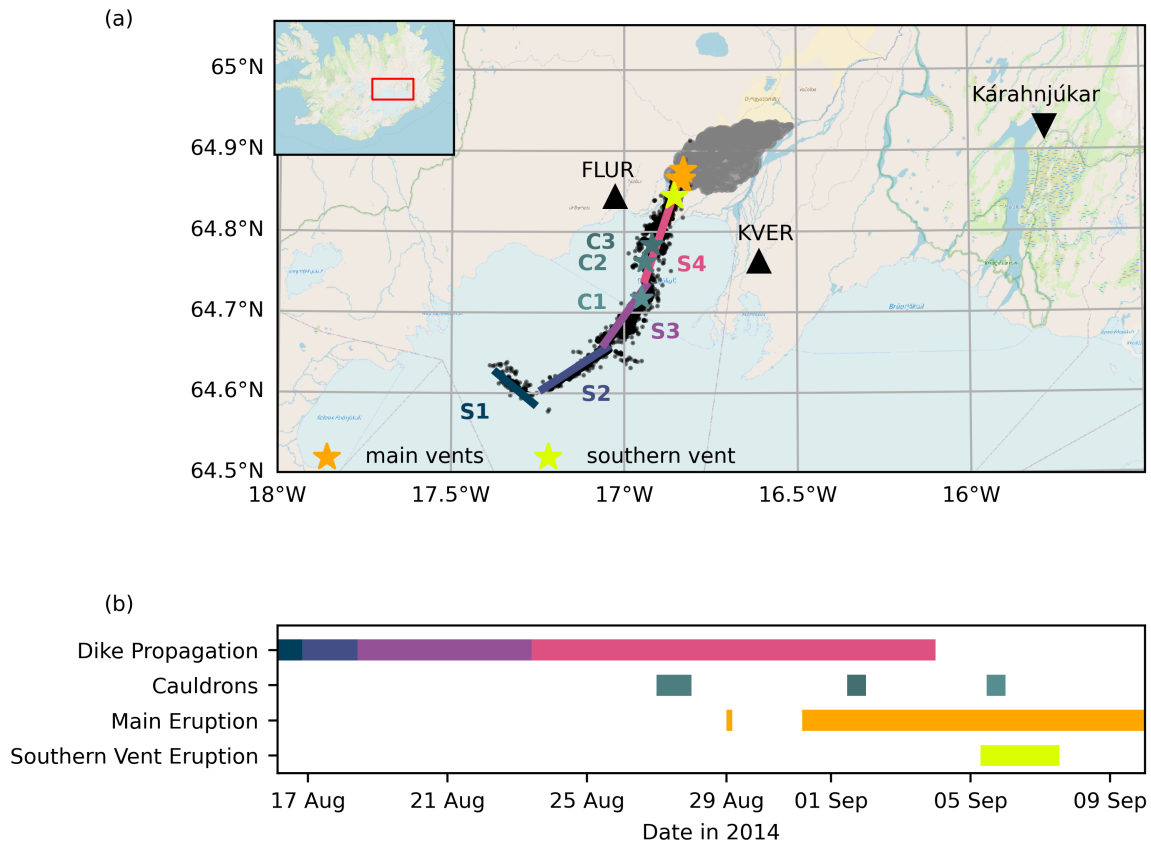 (a)
65°N
64.9°N
64.8°N
64.7°N
64.6°N
64.5°N
18°W
17.5°W
17°W
16.5°W
16°W
Kárahnjúkar
FLUR
KVER
C3
C2
S4
C1
S3
S2
S1
main vents
southern vent
(b)
Dike Propagation
Cauldrons
Main Eruption
Southern Vent Eruption
17 Aug
21 Aug
25 Aug
29 Aug
01 Sep
05 Sep
09 Sep
Date in 2014